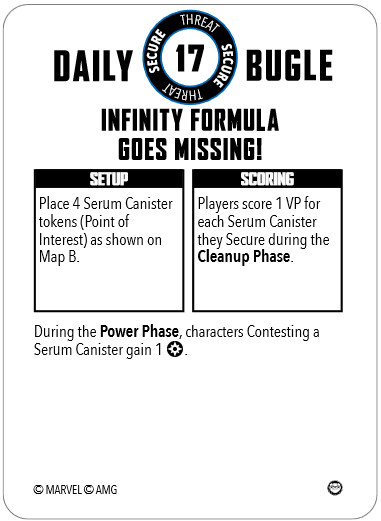 THREAT
SECURE
17
SECURE
THREAT
DAILY BUGLE
INFINITY FORMULA
GOES MISSING!
SETUP
Place 4 Serum Canister
tokens (Point of
Interest) as shown on
Map B.
SCORING
Players score 1 VP for
each Serum Canister
they Secure during the
Cleanup Phase.
During the Power Phase, characters Contesting a
Serum Canister gain 1 .
© MARVEL © AMG